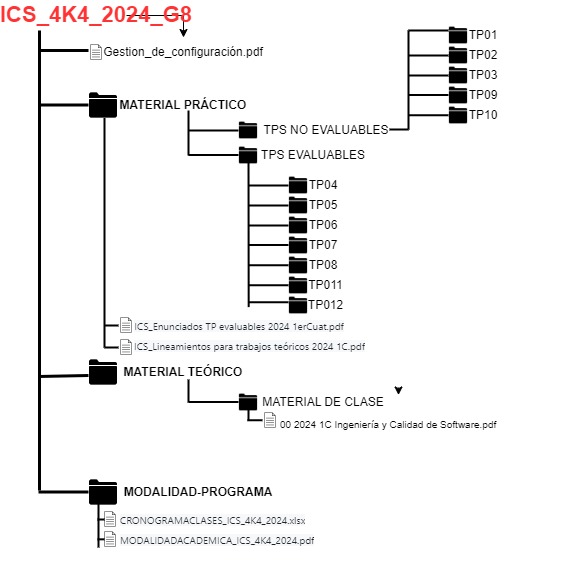 ICS_4K4_2024_G8
Gestion_de_configuración.pdf
MATERIAL PRÁCTICO
TPS NO EVALUABLES
TP01
TP02
TP03
TP09
TP10
TPS EVALUABLES
TP04
TP05
TP06
TP07
TP08
TP011
TP012
ICS_Enunciados TP evaluables 2024 1erCuat.pdf
ICS_Lineamientos para trabajos teóricos 2024 1C.pdf
MATERIAL TEÓRICO
MATERIAL DE CLASE
00 2024 1C Ingeniería y Calidad de Software.pdf
MODALIDAD-PROGRAMA
CRONOGRAMACLASES_ICS_4K4_2024.xlsx
MODALIDADACADEMICA_ICS_4K4_2024.pdf